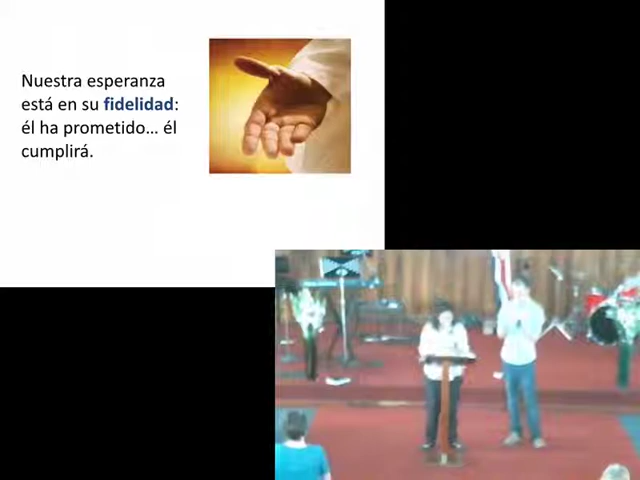 Nuestra esperanza
está en su fidelidad:
él ha prometido... él
cumplirá.